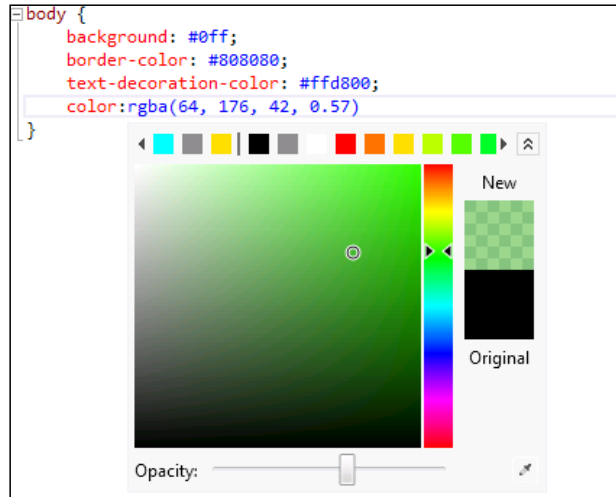 body {
background: #0ff;
border-color: #808080;
text-decoration-color: #ffd800;
color:rgba(64, 176, 42, 0.57)
}
New
Original
Opacity: